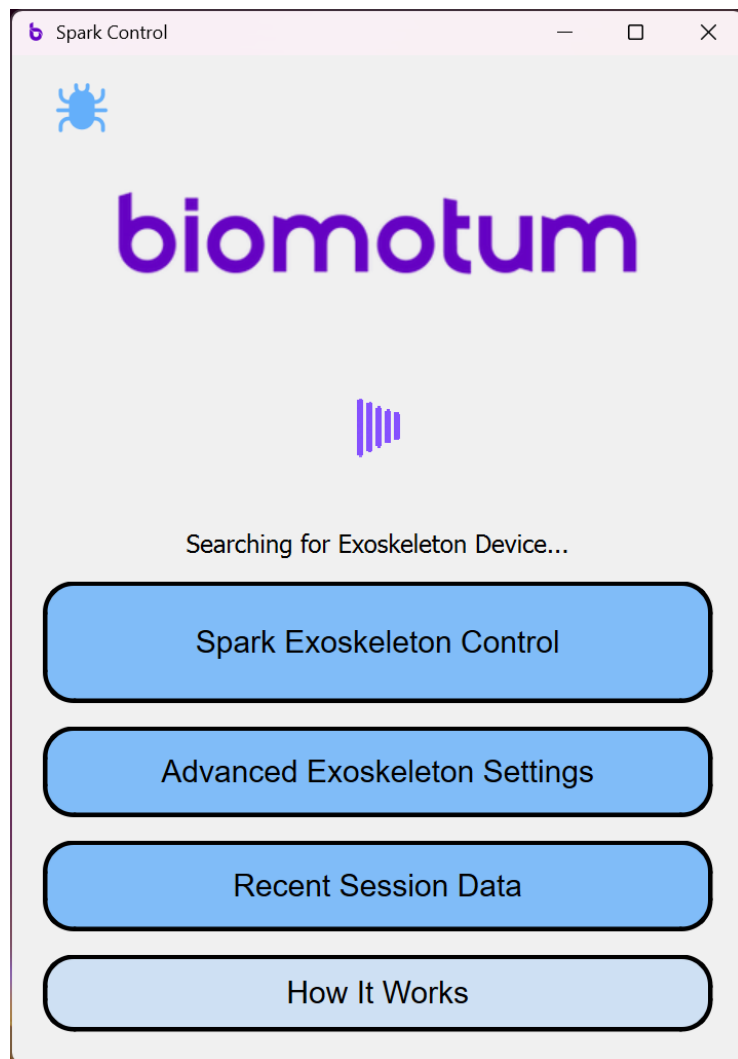 Spark Control
biomotum
Searching for Exoskeleton Device...
Spark Exoskeleton Control
Advanced Exoskeleton Settings
Recent Session Data
How It Works